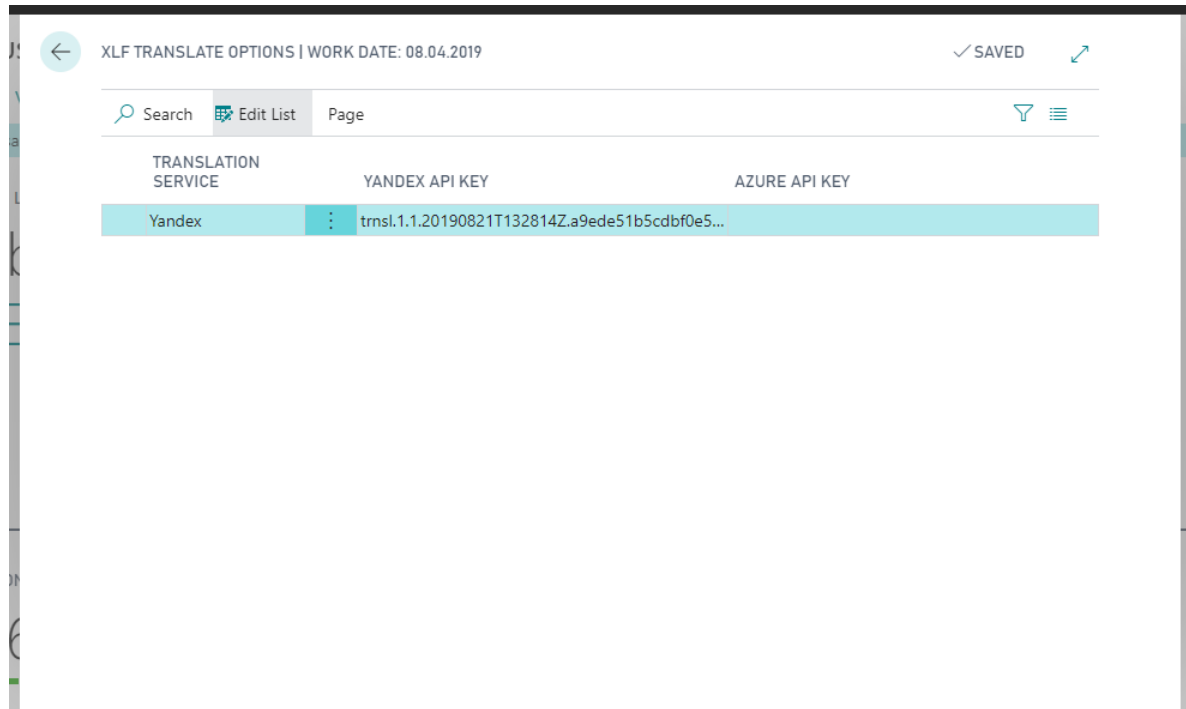 XLF TRANSLATE OPTIONS | WORK DATE: 08.04.2019
SAVED
Search Edit List Page
TRANSLATION
SERVICE YANDEX API KEY AZURE API KEY
Yandex trnsl.1.1.20190821T132814Z.a9ede51b5cdbf0e5...